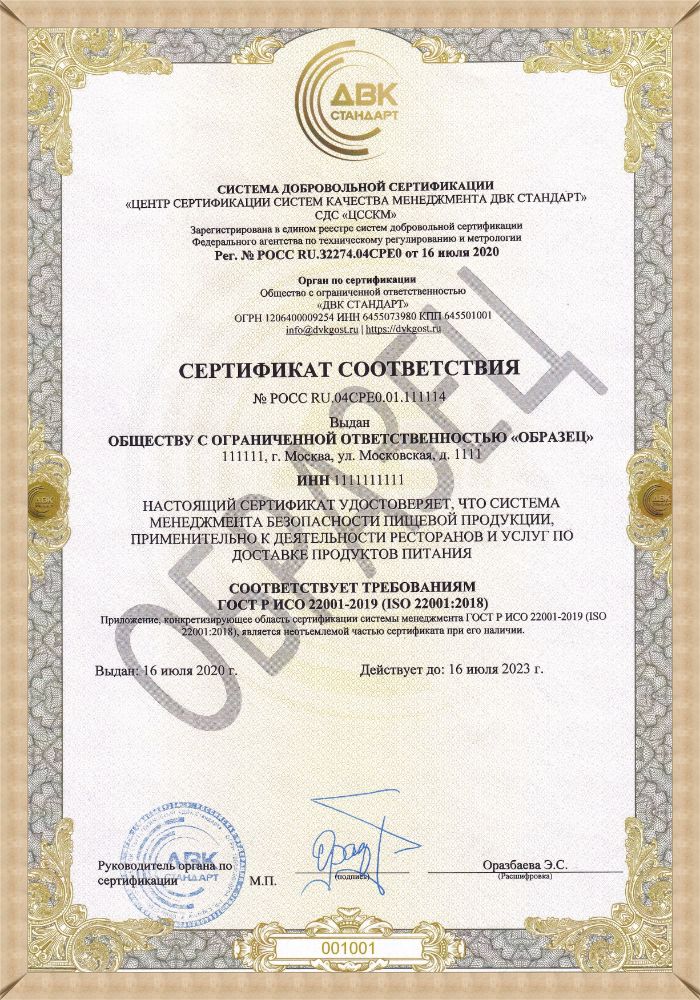 ДВК
СТАНДАРТ
СИСТЕМА ДОБРОВОЛЬНОЙ СЕРТИФИКАЦИИ
«ЦЕНТР СЕРТИФИКАЦИИ СИСТЕМ КАЧЕСТВА МЕНЕДЖМЕНТА ДВК СТАНДАРТ»
СДС «ЦССКМ»
Зарегистрирована в едином реестре систем добровольной сертификации
Федерального агентства по техническому регулированию и метрологии
Рег. № РОСС RU.32274.04СРЕ0 от 16 июля 2020
Орган по сертификации
Общество с ограниченной ответственностью
«ДВК СТАНДАРТ»
ОГРН 1206400009254 ИНН 6455073980 КПП 645501001
info@dvkgost.ru | https://dvkgost.ru
СЕРТИФИКАТ СООТВЕТСТВИЯ
№ РОСС RU.04СРЕ0.01.111114
Выдан
ОБЩЕСТВУ С ОГРАНИЧЕННОЙ ОТВЕТСТВЕННОСТЬЮ «ОБРАЗЕЦ»
111111, г. Москва, ул. Московская, д. 1111
ИНН 1111111111
НАСТОЯЩИЙ СЕРТИФИКАТ УДОСТОВЕРЯЕТ, ЧТО СИСТЕМА
МЕНЕДЖМЕНТА БЕЗОПАСНОСТИ ПИЩЕВОЙ ПРОДУКЦИИ,
ПРИМЕНИТЕЛЬНО К ДЕЯТЕЛЬНОСТИ РЕСТОРАНОВ И УСЛУГ ПО
ДОСТАВКЕ ПРОДУКТОВ ПИТАНИЯ
СООТВЕТСТВУЕТ ТРЕБОВАНИЯМ
ГОСТ Р ИСО 22001-2019 (ISO 22001:2018)
Приложение, конкретизирующее область сертификации системы менеджмента ГОСТ Р ИСО 22001-2019 (ISO
22001:2018), является неотъемлемой частью сертификата при его наличии.
Выдан: 16 июля 2020 г.
Действует до: 16 июля 2023 г.
ОБРАЗЕЦ
ДВК
ДВК
ДВК
СТАНДАРТ
Руководитель органа по
сертификации
М.П.
(подпись)
Оразбаева Э.С.
(Расшифровка)
001001